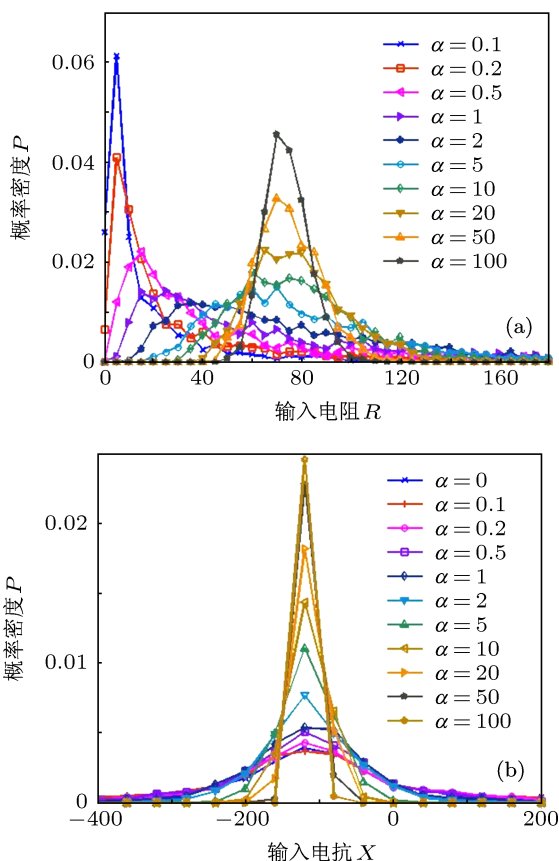 概率密度 P
0.06
0.04
0.02
0
α = 0.1
α = 0.2
α = 0.5
α = 1
α = 2
α = 5
α = 10
α = 20
α = 50
α = 100
(a)
0 40 80 120 160
输入电阻 R
概率密度 P
0.02
0.01
0
α = 0
α = 0.1
α = 0.2
α = 0.5
α = 1
α = 2
α = 5
α = 10
α = 20
α = 50
α = 100
(b)
−400 −200 0 200
输入电抗 X